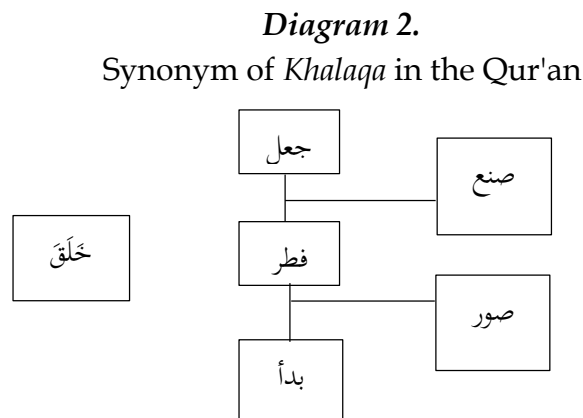 Diagram 2.
Synonym of Khalaqa in the Qur'an
جعل
صنع
خَلَقَ
فطر
صور
بدأ